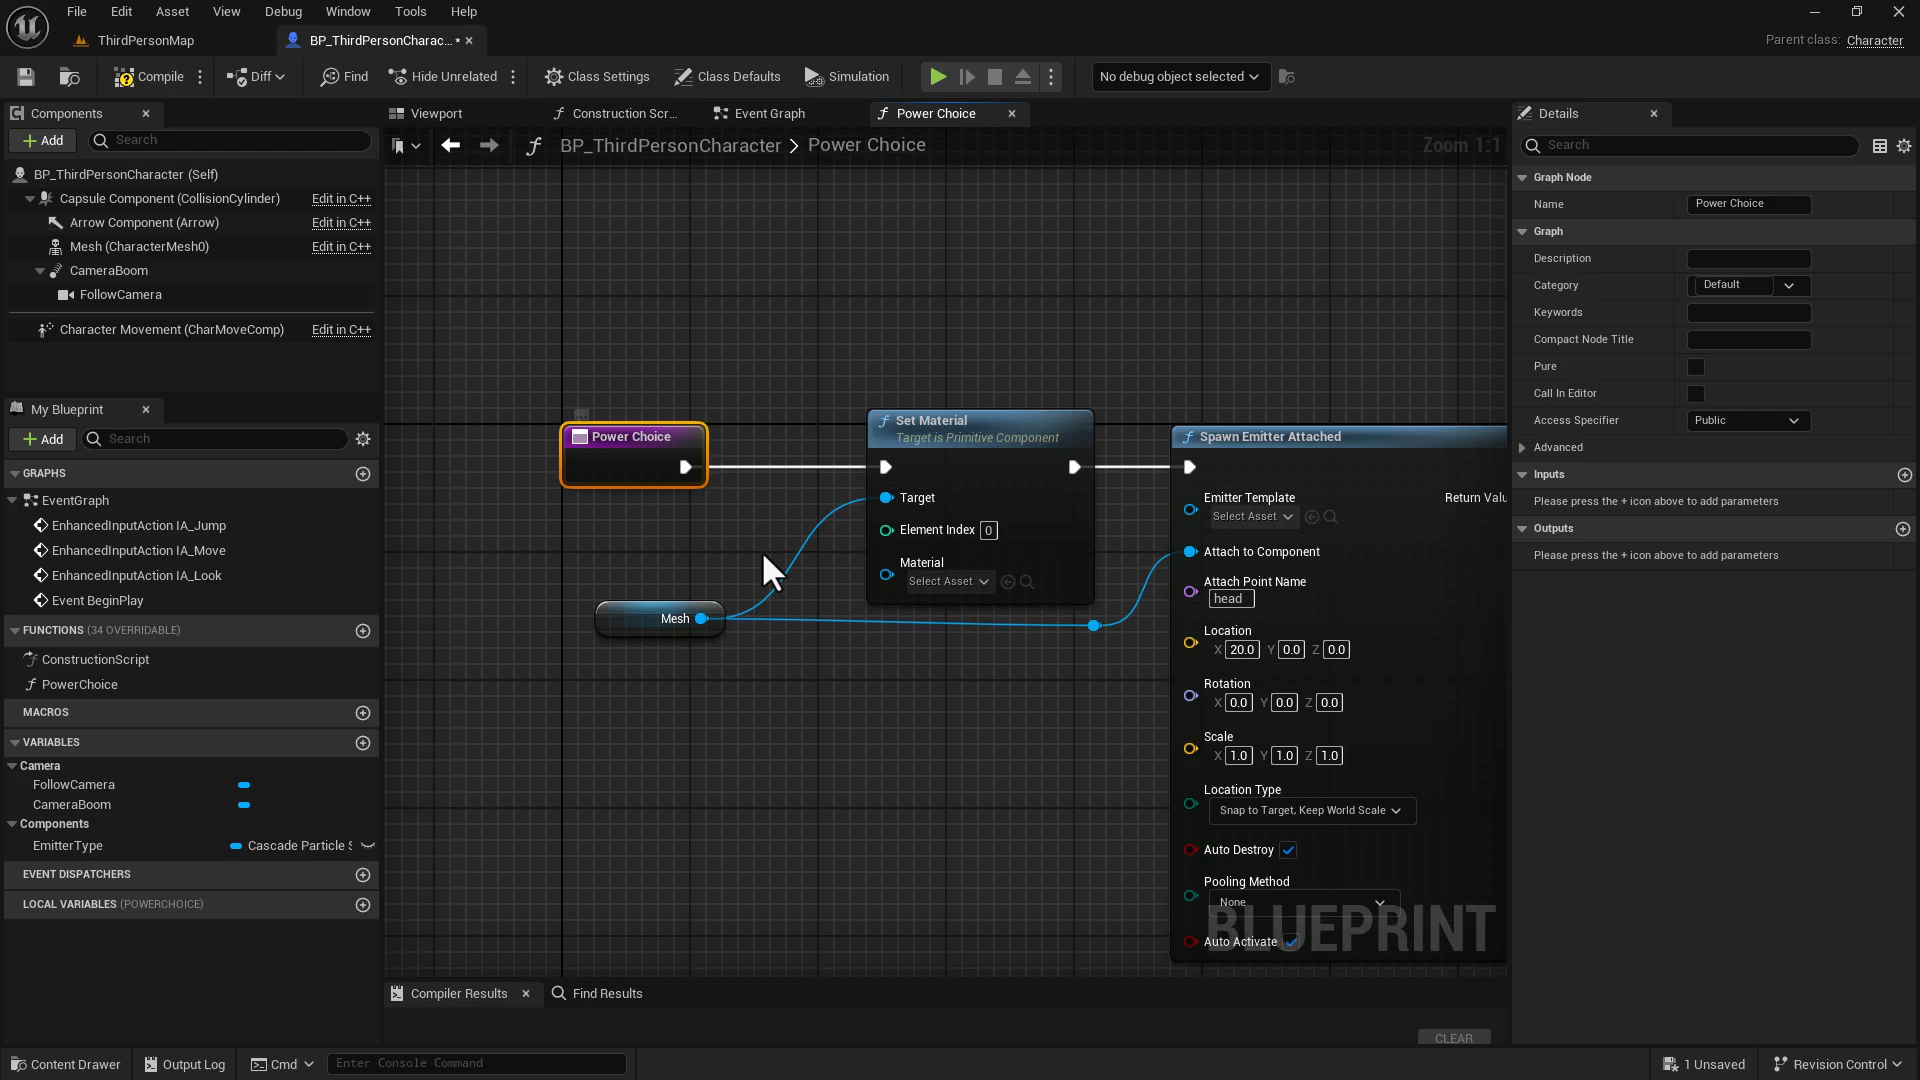 File Edit Asset View Debug Window Tools Help
ThirdPersonMap
BP_ThirdPersonCharac... •
Parent class: Character
Compile
Diff
Find
Hide Unrelated
Class Settings
Class Defaults
Simulation
No debug object selected
Components
Add
Search
BP_ThirdPersonCharacter (Self)
Capsule Component (CollisionCylinder) Edit in C++
Arrow Component (Arrow) Edit in C++
Mesh (CharacterMesh0) Edit in C++
CameraBoom
FollowCamera
Character Movement (CharMoveComp) Edit in C++
My Blueprint
Add
Search
GRAPHS
EventGraph
EnhancedInputAction IA_Jump
EnhancedInputAction IA_Move
EnhancedInputAction IA_Look
Event BeginPlay
FUNCTIONS (34 OVERRIDABLE)
ConstructionScript
PowerChoice
MACROS
VARIABLES
Camera
FollowCamera
CameraBoom
Components
EmitterType Cascade Particle S
EVENT DISPATCHERS
LOCAL VARIABLES (POWERCHOICE)
Viewport
Construction Scr...
Event Graph
Power Choice
BP_ThirdPersonCharacter > Power Choice
Zoom 1:1
Power Choice
Mesh
Set Material
Target is Primitive Component
Target
Element Index 0
Material
Select Asset
Spawn Emitter Attached
Emitter Template Return Valu
Select Asset
Attach to Component
Attach Point Name
head
Location
X 20.0 Y 0.0 Z 0.0
Rotation
X 0.0 Y 0.0 Z 0.0
Scale
X 1.0 Y 1.0 Z 1.0
Location Type
Snap to Target, Keep World Scale
Auto Destroy
Pooling Method
None
Auto Activate
BLUEPRINT
Compiler Results
Find Results
CLEAR
Details
Search
Graph Node
Name Power Choice
Graph
Description
Category Default
Keywords
Compact Node Title
Pure
Call In Editor
Access Specifier Public
Advanced
Inputs
Please press the + icon above to add parameters
Outputs
Please press the + icon above to add parameters
Content Drawer
Output Log
Cmd
Enter Console Command
1 Unsaved
Revision Control